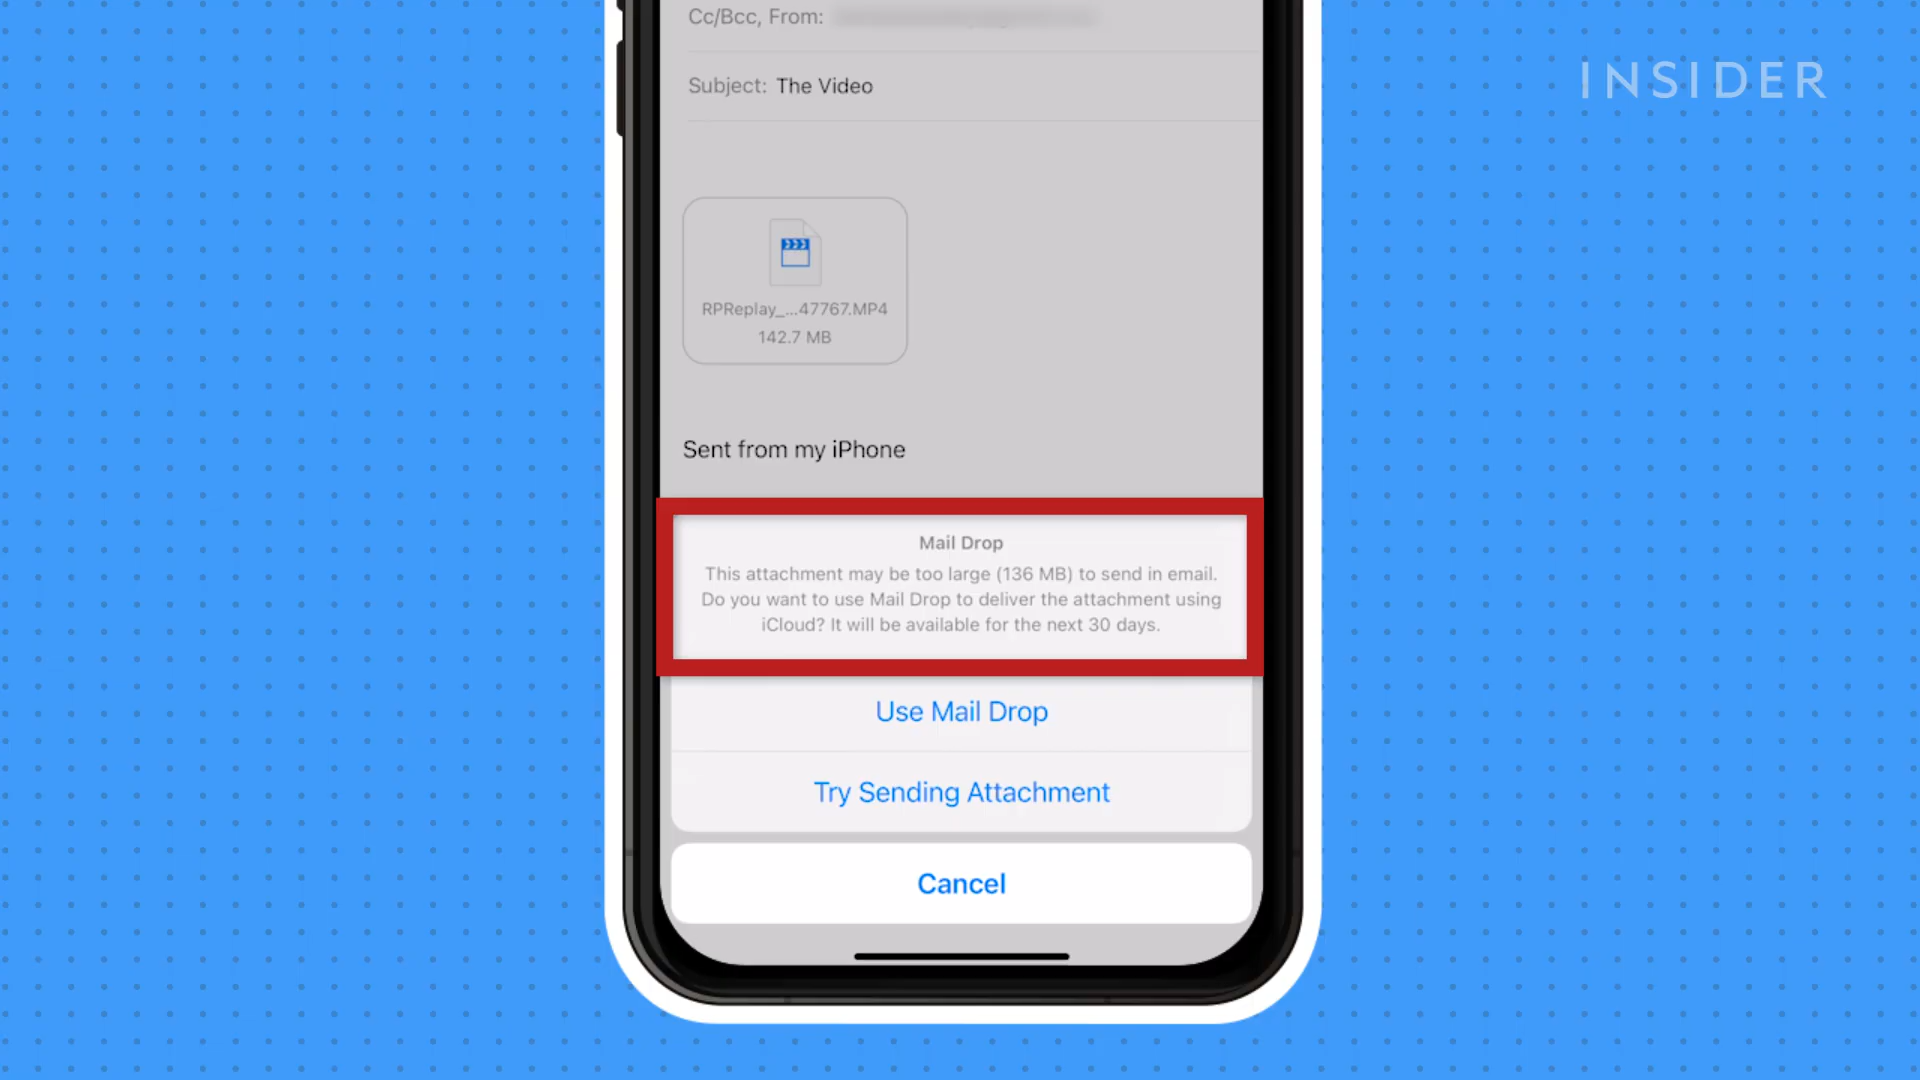 Cc/Bcc, From:
INSIDER
Subject: The Video
RPReplay_...47767.MP4
142.7 MB
Sent from my iPhone
Mail Drop
This attachment may be too large (136 MB) to send in email.
Do you want to use Mail Drop to deliver the attachment using
iCloud? It will be available for the next 30 days.
Use Mail Drop
Try Sending Attachment
Cancel